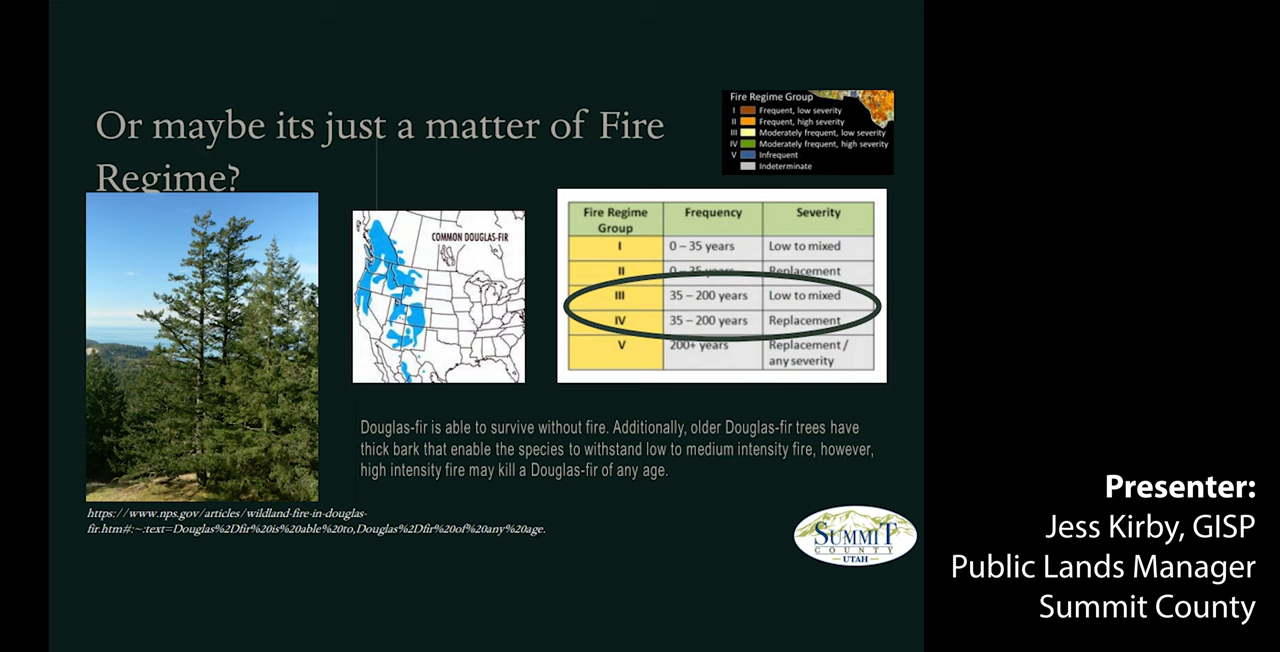 Or maybe its just a matter of Fire
Regime?
Fire Regime Group
I Frequent, low severity
II Frequent, high severity
III Moderately frequent, low severity
IV Moderately frequent, high severity
V Infrequent
Indeterminate
COMMON DOUGLAS-FIR
Fire Regime Group Frequency Severity
I 0 – 35 years Low to mixed
II 0 – 35 years Replacement
III 35 – 200 years Low to mixed
IV 35 – 200 years Replacement
V 200+ years Replacement /
any severity
Douglas-fir is able to survive without fire. Additionally, older Douglas-fir trees have
thick bark that enable the species to withstand low to medium intensity fire, however,
high intensity fire may kill a Douglas-fir of any age.
https://www.nps.gov/articles/wildland-fire-in-douglas-
fir.htm#:~:text=Douglas%2Dfir%20is%20able%20to,Douglas%2Dfir%20of%20any%20age.
SUMMIT
COUNTY
UTAH
Presenter:
Jess Kirby, GISP
Public Lands Manager
Summit County